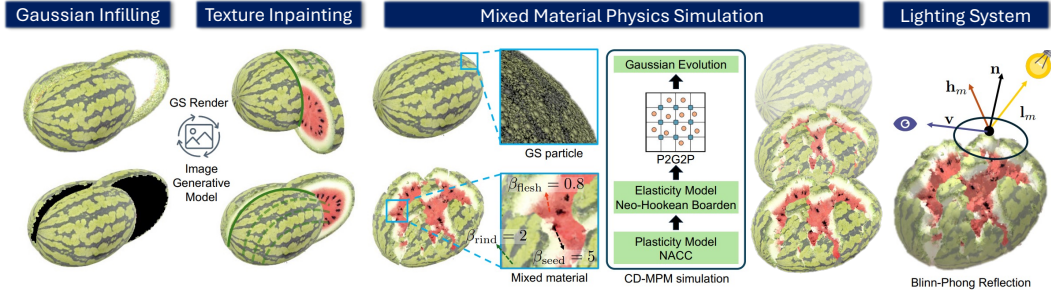 Gaussian Infilling
Texture Inpainting
Mixed Material Physics Simulation
Lighting System
GS Render
Image
Generative
Model
GS particle
β_flesh = 0.8
β_rind = 2
β_seed = 5
Mixed material
Gaussian Evolution
P2G2P
Elasticity Model
Neo-Hookean Boarden
Plasticity Model
NACC
CD-MPM simulation
n
h_m
l_m
v
Blinn-Phong Reflection